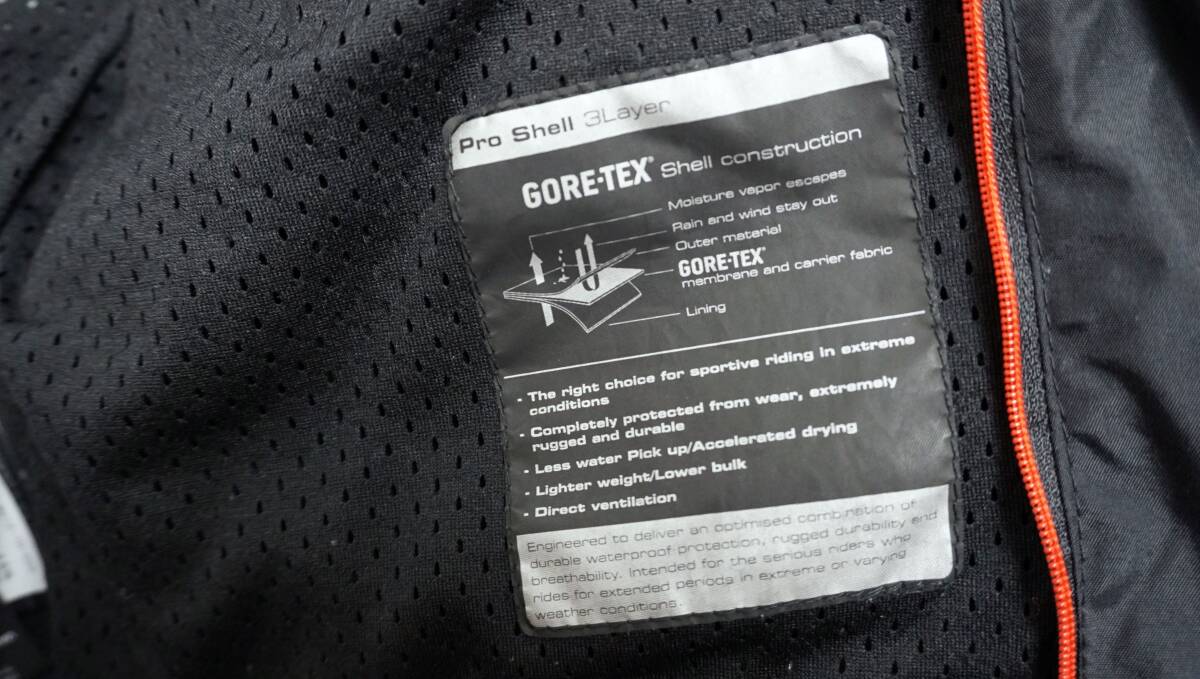 Pro Shell 3Layer
GORE-TEX® Shell construction
Moisture vapor escapes
Rain and wind stay out
Outer material
GORE-TEX®
membrane and carrier fabric
Lining
- The right choice for sportive riding in extreme
conditions
- Completely protected from wear, extremely
rugged and durable
- Less water Pick up/Accelerated drying
- Lighter weight/Lower bulk
- Direct ventilation
Engineered to deliver an optimised combination of
durable waterproof protection, rugged durability and
breathability. Intended for the serious riders who
rides for extended periods in extreme or varying
weather conditions.